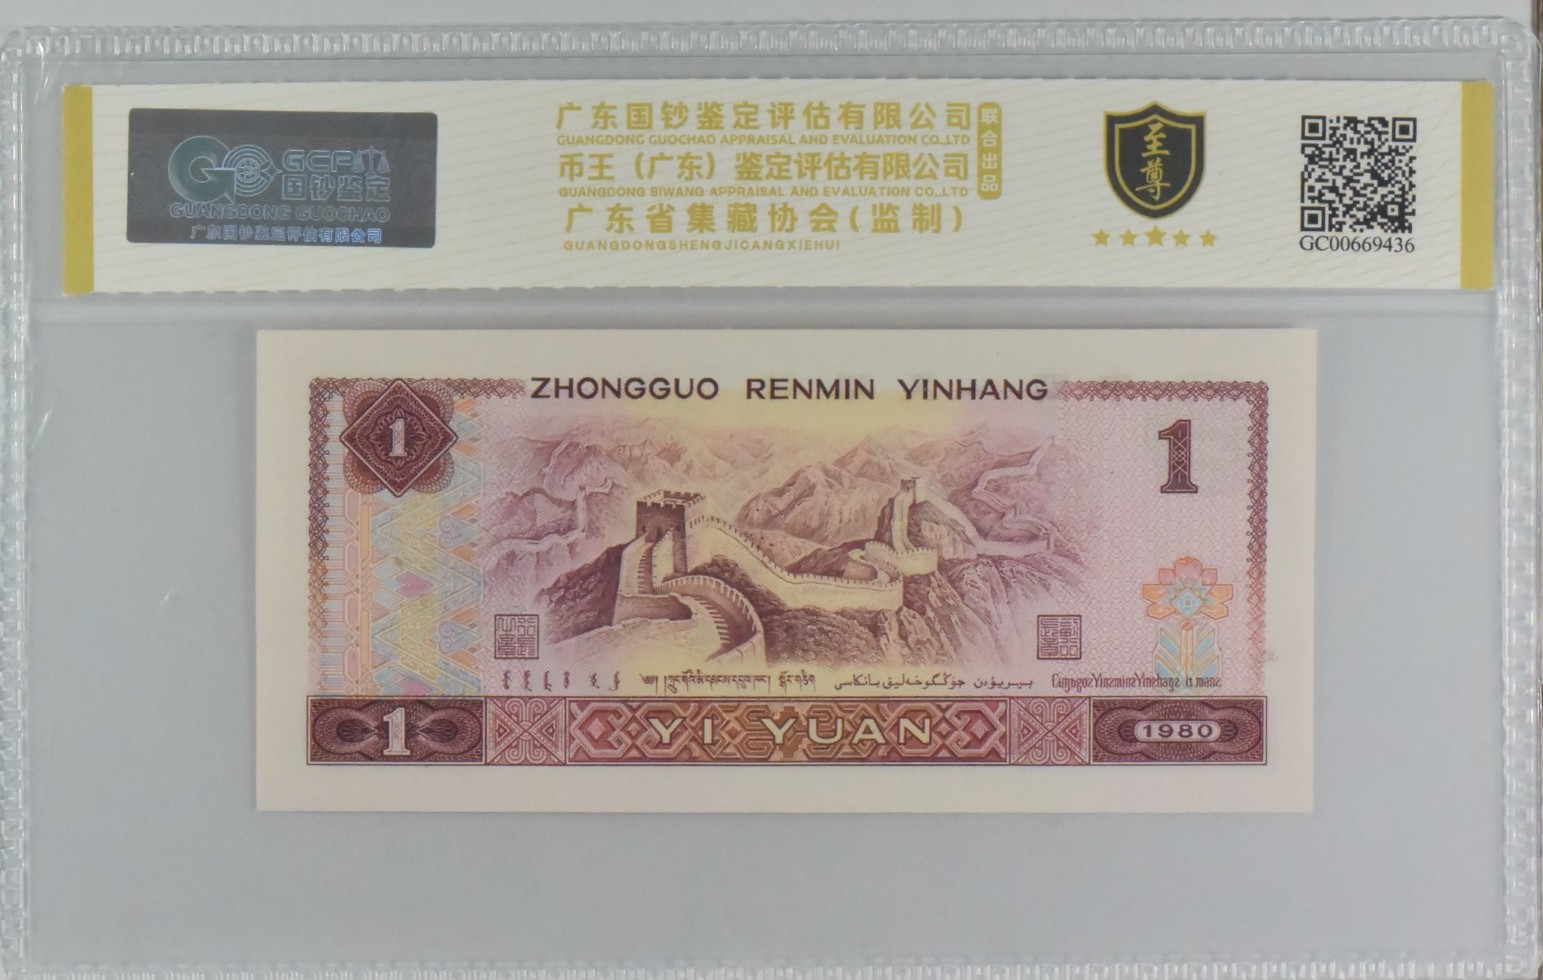 GCP
国钞鉴定
GUANGDONG GUOCHAO
广东国钞鉴定评估有限公司
广东国钞鉴定评估有限公司
GUANGDONG GUOCHAO APPRAISAL AND EVALUATION CO.,LTD
币王（广东）鉴定评估有限公司
GUANGDONG BIWANG APPRAISAL AND EVALUATION CO.,LTD
联合出品
广东省集藏协会(监制)
GUANGDONGSHENGJICANGXIEHUI
至尊
GC00669436
ZHONGGUO RENMIN YINHANG
1
1
1
YI YUAN
1980